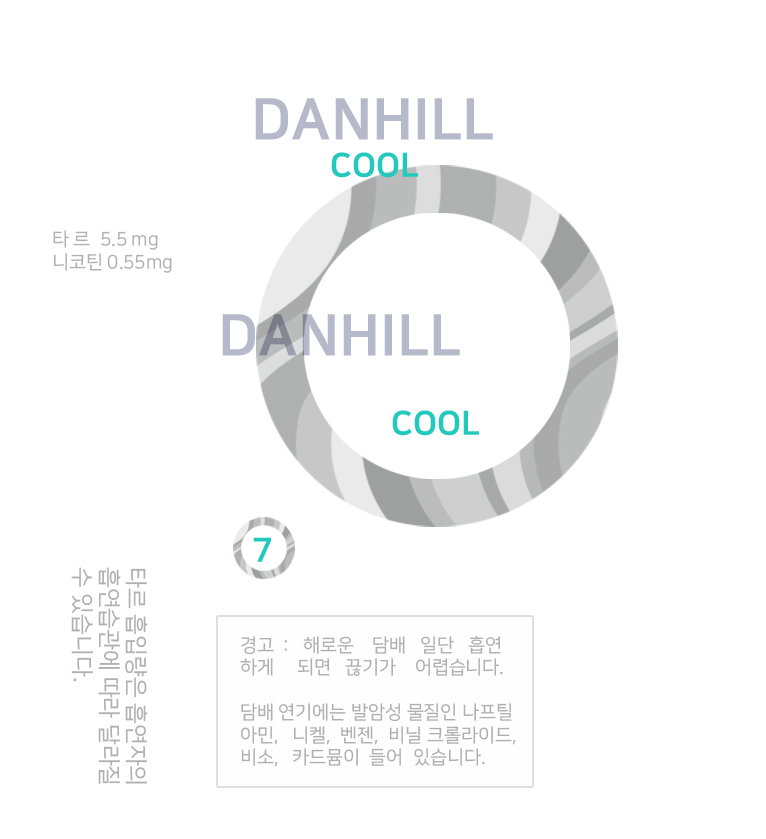 DANHILL
COOL
타르 5.5 mg
니코틴 0.55mg
DANHILL
COOL
7
타르 흡입량은 흡연자의
흡연습관에 따라 달라질
수 있습니다.
경고 : 해로운 담배 일단 흡연
하게 되면 끊기가 어렵습니다.
담배 연기에는 발암성 물질인 나프틸
아민, 니켈, 벤젠, 비닐 크롤라이드,
비소, 카드뮴이 들어 있습니다.